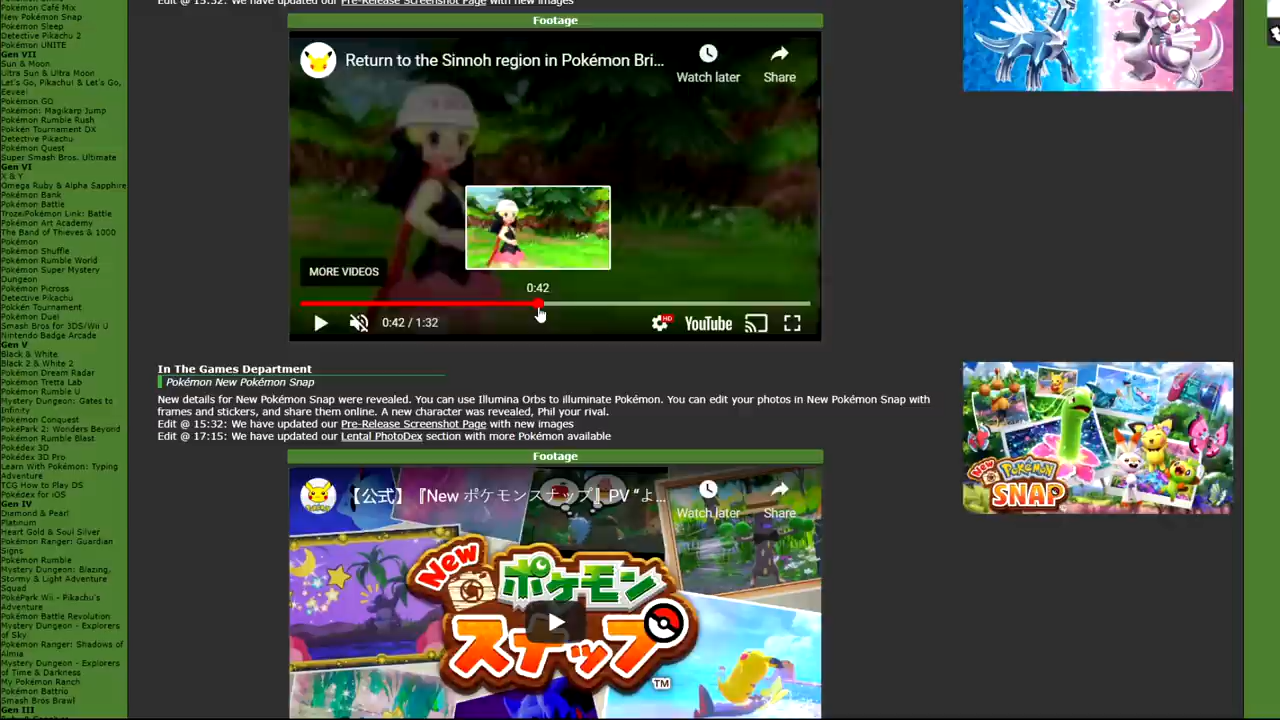 Pokémon Café Mix
New Pokémon Snap
Pokémon Sleep
Detective Pikachu 2
Pokémon UNITE
Gen VII
Sun & Moon
Ultra Sun & Ultra Moon
Let's Go, Pikachu! & Let's Go,
Eevee!
Pokémon GO
Pokémon: Magikarp Jump
Pokémon Rumble Rush
Pokkén Tournament DX
Detective Pikachu
Pokémon Quest
Super Smash Bros. Ultimate
Gen VI
X & Y
Omega Ruby & Alpha Sapphire
Pokémon Bank
Pokémon Battle
Trozei/Pokémon Link: Battle
Pokémon Art Academy
The Band of Thieves & 1000
Pokémon
Pokémon Shuffle
Pokémon Rumble World
Pokémon Super Mystery
Dungeon
Pokémon Picross
Detective Pikachu
Pokkén Tournament
Pokémon Duel
Smash Bros for 3DS/Wii U
Nintendo Badge Arcade
Gen V
Black & White
Black 2 & White 2
Pokémon Dream Radar
Pokémon Tretta Lab
Pokémon Rumble U
Mystery Dungeon: Gates to
Infinity
Pokémon Conquest
PokéPark 2: Wonders Beyond
Pokémon Rumble Blast
Pokédex 3D
Pokédex 3D Pro
Learn With Pokémon: Typing
Adventure
TCG How to Play DS
Pokédex for iOS
Gen IV
Diamond & Pearl
Platinum
Heart Gold & Soul Silver
Pokémon Ranger: Guardian
Signs
Pokémon Rumble
Mystery Dungeon: Blazing,
Stormy & Light Adventure
Squad
PokéPark Wii - Pikachu's
Adventure
Pokémon Battle Revolution
Mystery Dungeon - Explorers
of Sky
Pokémon Ranger: Shadows of
Almia
Mystery Dungeon - Explorers
of Time & Darkness
My Pokémon Ranch
Pokémon Battrio
Smash Bros Brawl
Gen III
Edit @ 15:32: We have updated our Pre-Release Screenshot Page with new images
Footage
Return to the Sinnoh region in Pokémon Bri...
Watch later
Share
MORE VIDEOS
0:42
0:42 / 1:32
HD
YouTube
In The Games Department
Pokémon New Pokémon Snap
New details for New Pokémon Snap were revealed. You can use Illumina Orbs to illuminate Pokémon. You can edit your photos in New Pokémon Snap with
frames and stickers, and share them online. A new character was revealed, Phil your rival.
Edit @ 15:32: We have updated our Pre-Release Screenshot Page with new images
Edit @ 17:15: We have updated our Lental PhotoDex section with more Pokémon available
Footage
【公式】『New ポケモンスナップ』PV “よ...
Watch later
Share
New ポケモン
スナップ
TM
New Pokémon
SNAP